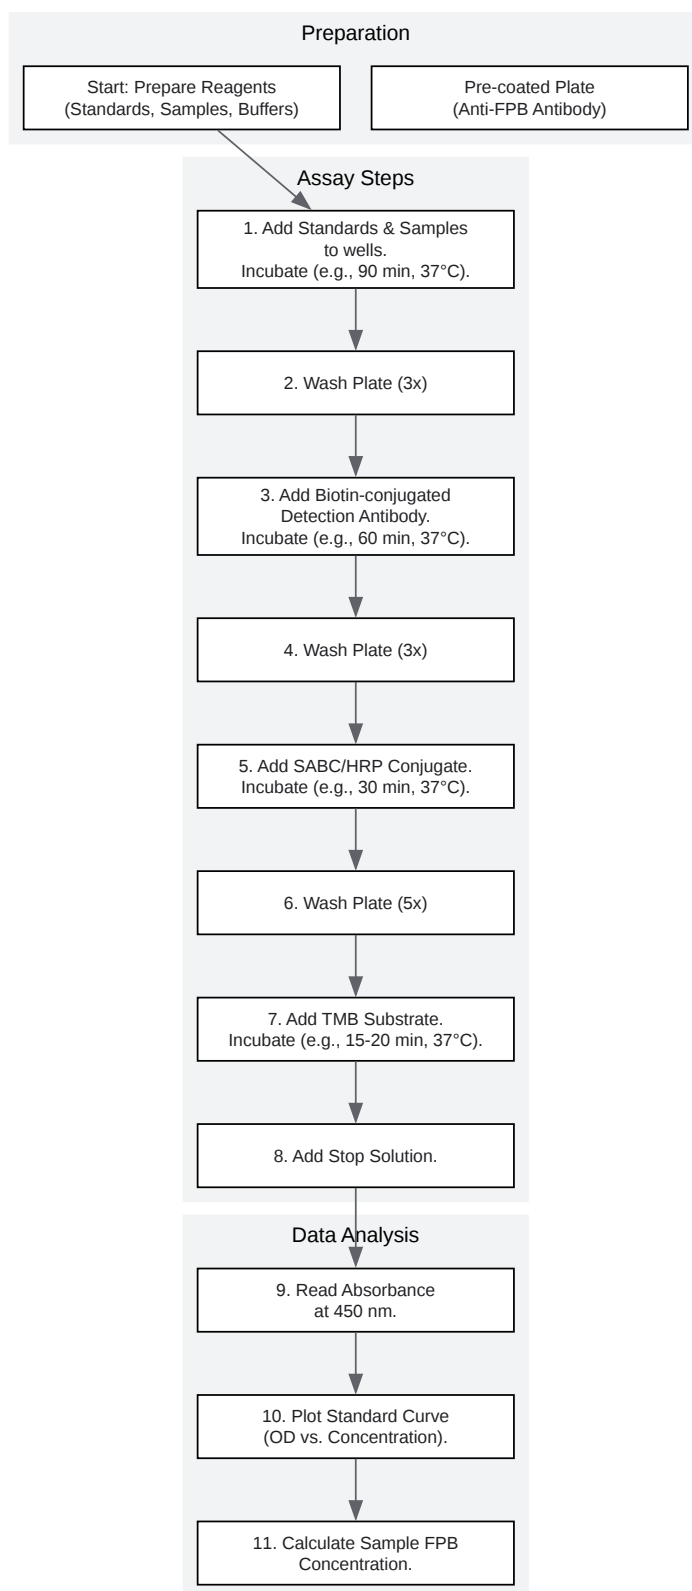 Preparation
Start: Prepare Reagents
(Standards, Samples, Buffers)
Pre-coated Plate
(Anti-FPB Antibody)
Assay Steps
1. Add Standards & Samples
to wells.
Incubate (e.g., 90 min, 37°C).
2. Wash Plate (3x)
3. Add Biotin-conjugated
Detection Antibody.
Incubate (e.g., 60 min, 37°C).
4. Wash Plate (3x)
5. Add SABC/HRP Conjugate.
Incubate (e.g., 30 min, 37°C).
6. Wash Plate (5x)
7. Add TMB Substrate.
Incubate (e.g., 15-20 min, 37°C).
8. Add Stop Solution.
Data Analysis
9. Read Absorbance
at 450 nm.
10. Plot Standard Curve
(OD vs. Concentration).
11. Calculate Sample FPB
Concentration.